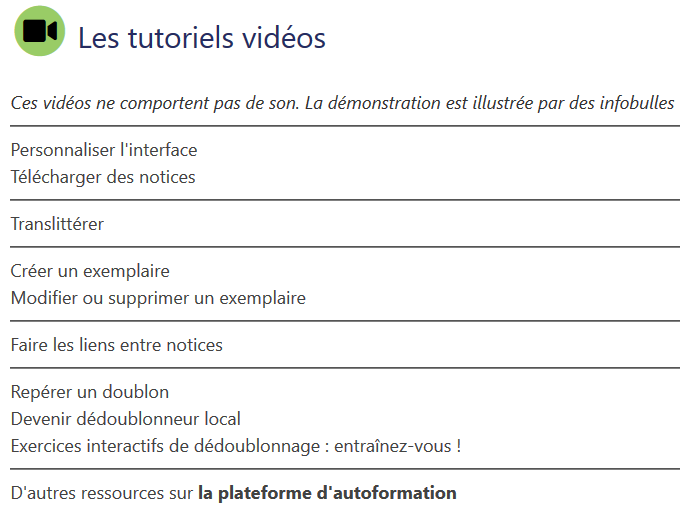 Les tutoriels vidéos
Ces vidéos ne comportent pas de son. La démonstration est illustrée par des infobulles
Personnaliser l'interface
Télécharger des notices
Translittérer
Créer un exemplaire
Modifier ou supprimer un exemplaire
Faire les liens entre notices
Repérer un doublon
Devenir dédoublonneur local
Exercices interactifs de dédoublonnage : entraînez-vous !
D'autres ressources sur la plateforme d'autoformation